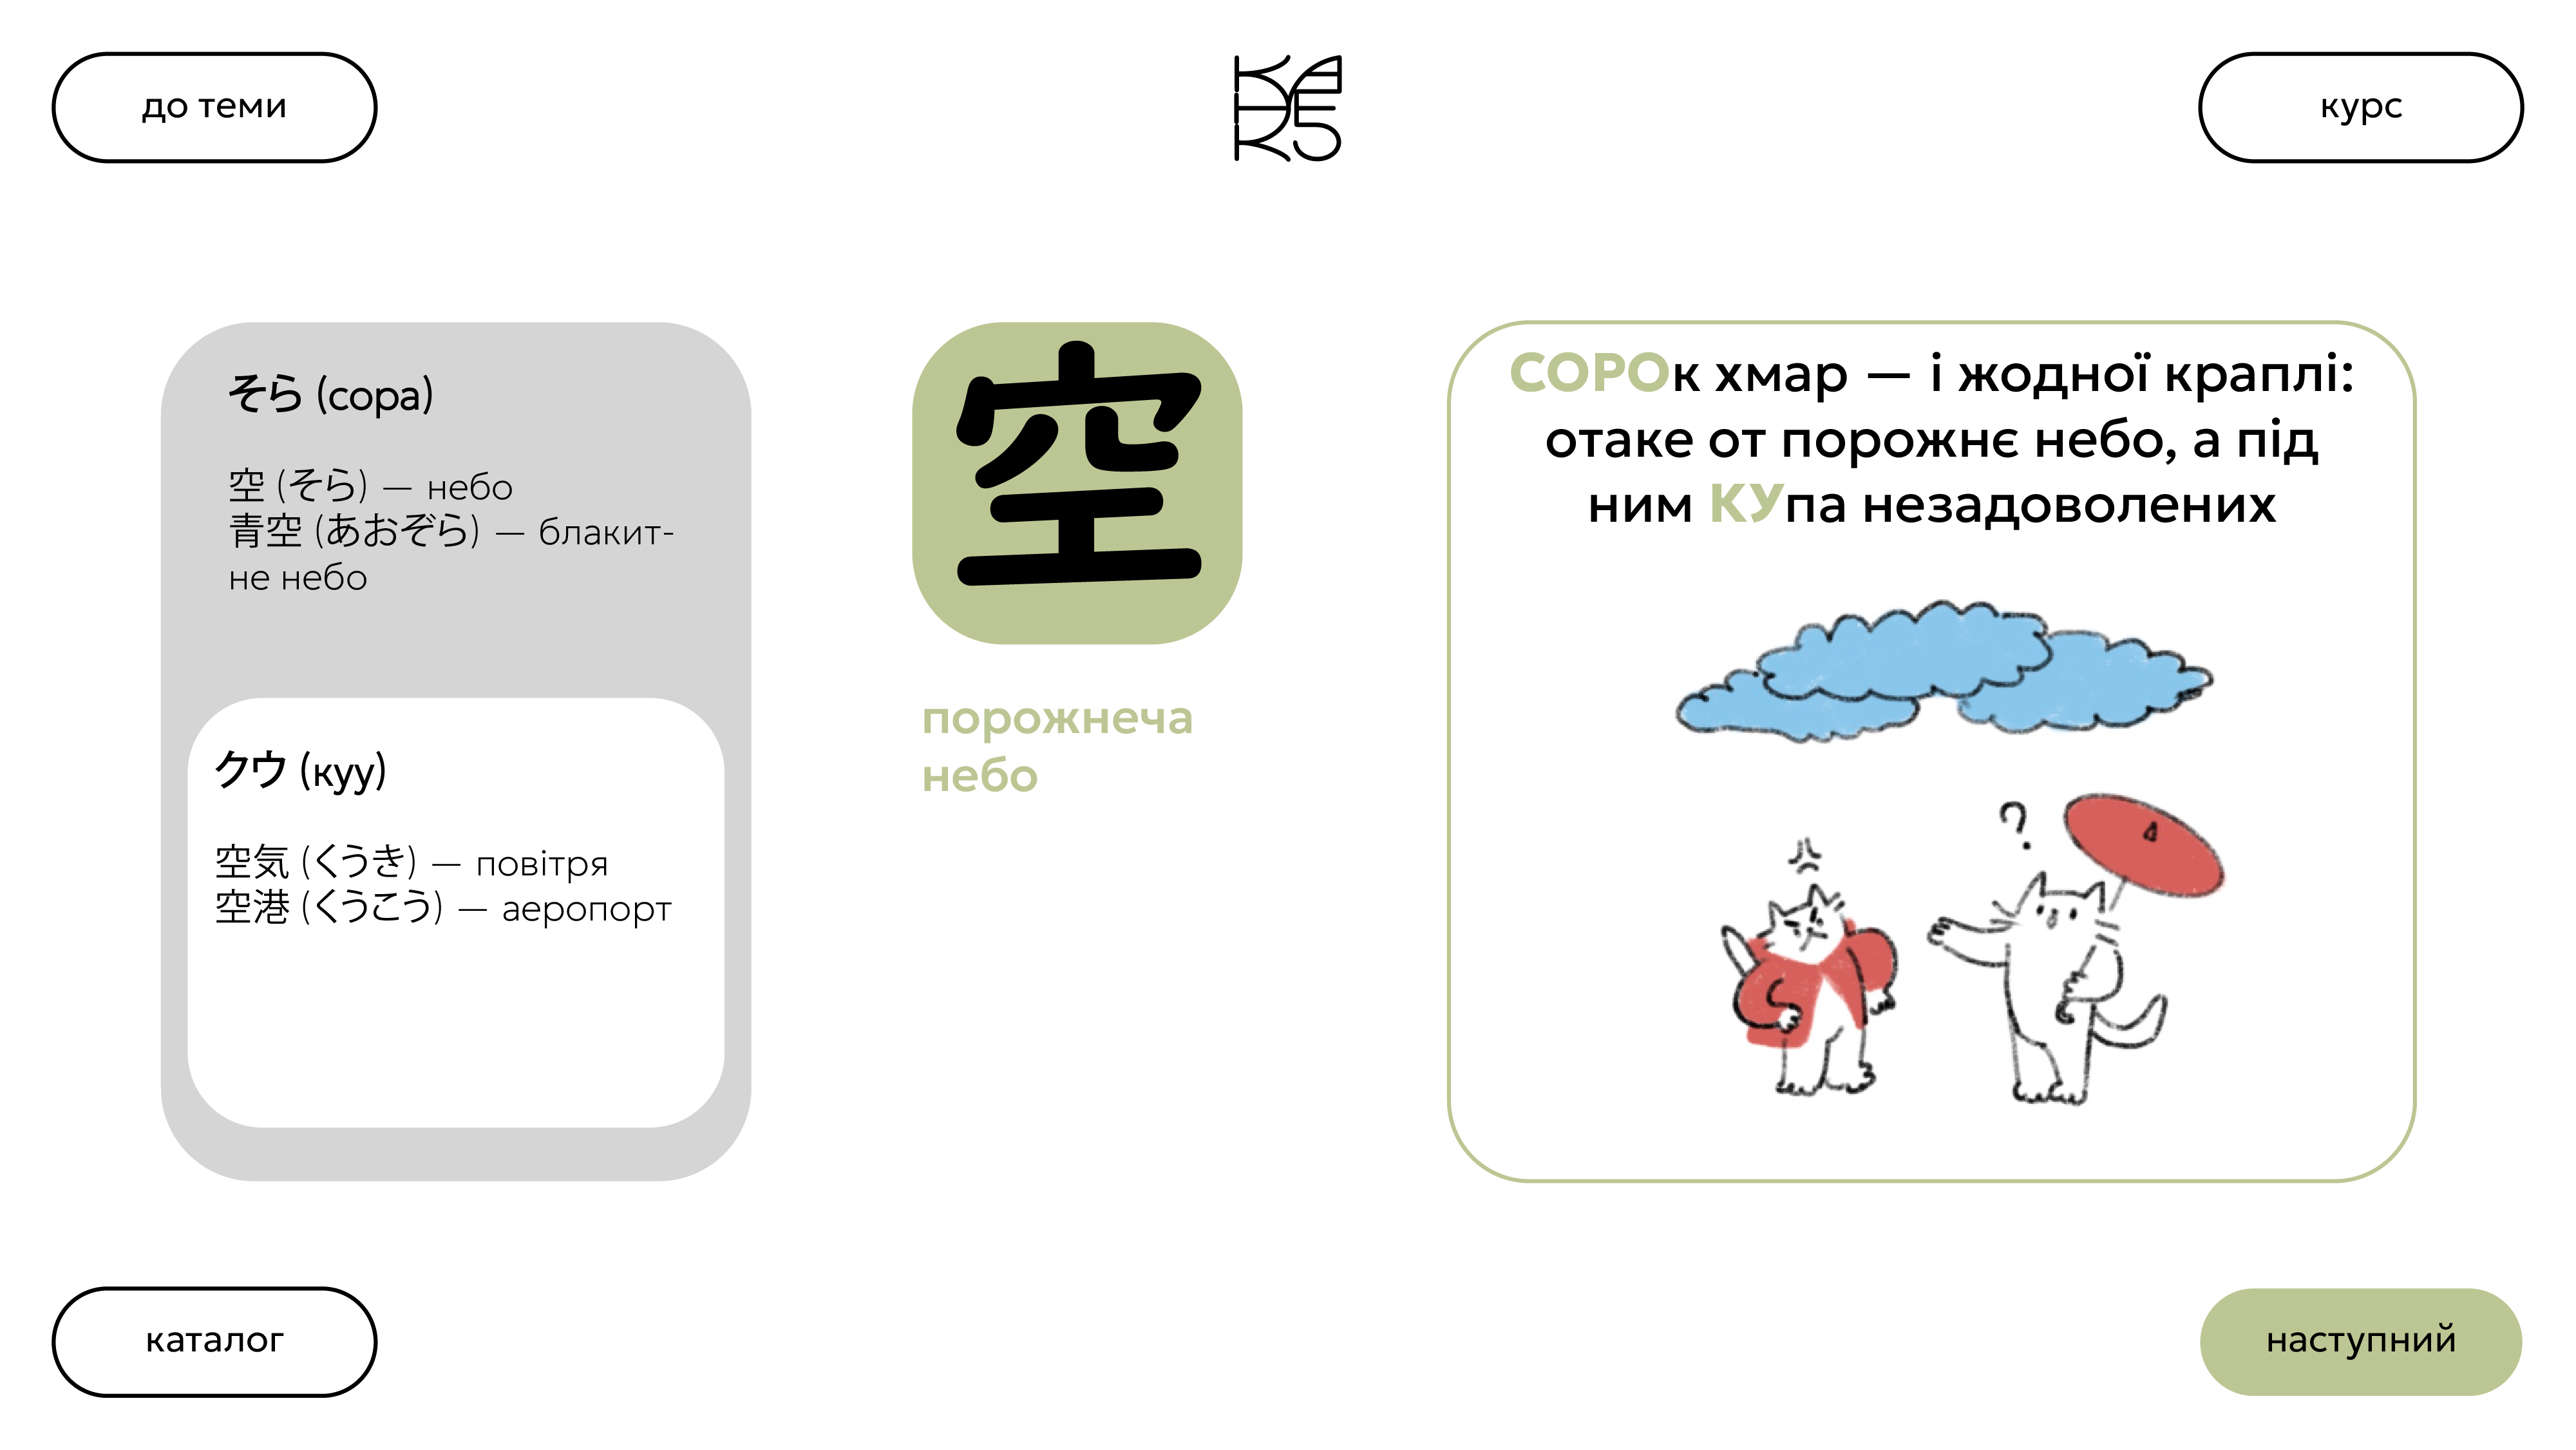 до теми
курс
そら (сора)
空 (そら) — небо
青空 (あおぞら) — блакит-
не небо
クウ (куу)
空気 (くうき) — повітря
空港 (くうこう) — аеропорт
空
порожнеча
небо
СОРОк хмар — і жодної краплі:
отаке от порожнє небо, а під
ним КУпа незадоволених
?
каталог
наступний